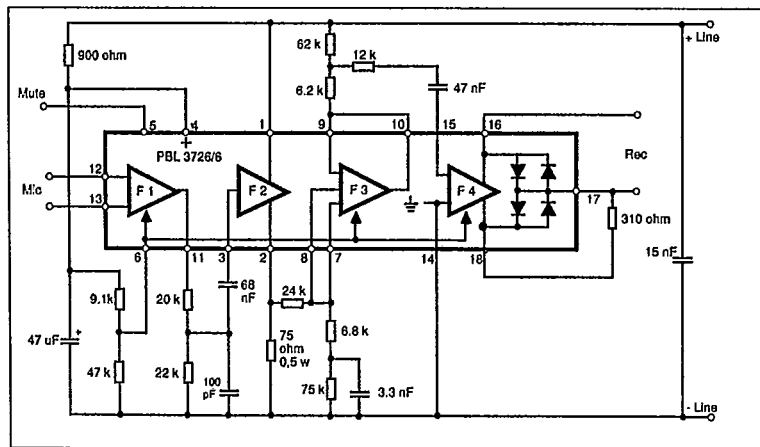 + Line
900 ohm
62 k
12 k
6.2 k
47 nF
Mute
5
4
1
9
10
15
16
+
PBL 3726/6
Rec
12
Mic
13
F 1
F 2
F 3
F 4
17
310 ohm
6
11
3
2
8
7
14
18
15 nF
9.1k
20 k
68
nF
24 k
47 uF
+
6.8 k
75
ohm
0,5 w
47 k
22 k
100
pF
75 k
3.3 nF
- Line